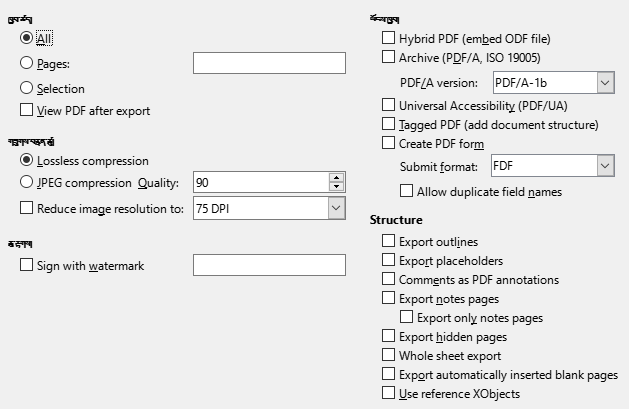 All
Pages:
Selection
View PDF after export
Lossless compression
JPEG compression Quality: 90
Reduce image resolution to: 75 DPI
Sign with watermark
Hybrid PDF (embed ODF file)
Archive (PDF/A, ISO 19005)
PDF/A version: PDF/A-1b
Universal Accessibility (PDF/UA)
Tagged PDF (add document structure)
Create PDF form
Submit format: FDF
Allow duplicate field names
Structure
Export outlines
Export placeholders
Comments as PDF annotations
Export notes pages
Export only notes pages
Export hidden pages
Whole sheet export
Export automatically inserted blank pages
Use reference XObjects